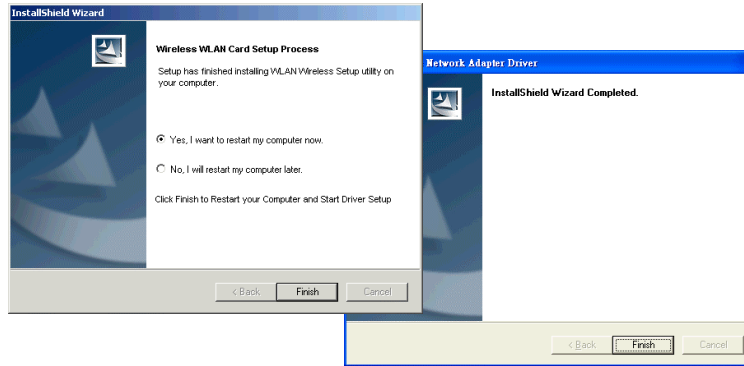 InstallShield Wizard
Wireless WLAN Card Setup Process
Setup has finished installing WLAN Wireless Setup utility on
your computer.
Yes, I want to restart my computer now.
No, I will restart my computer later.
Click Finish to Restart your Computer and Start Driver Setup
< Back
Finish
Cancel
Network Adapter Driver
InstallShield Wizard Completed.
< Back
Finish
Cancel